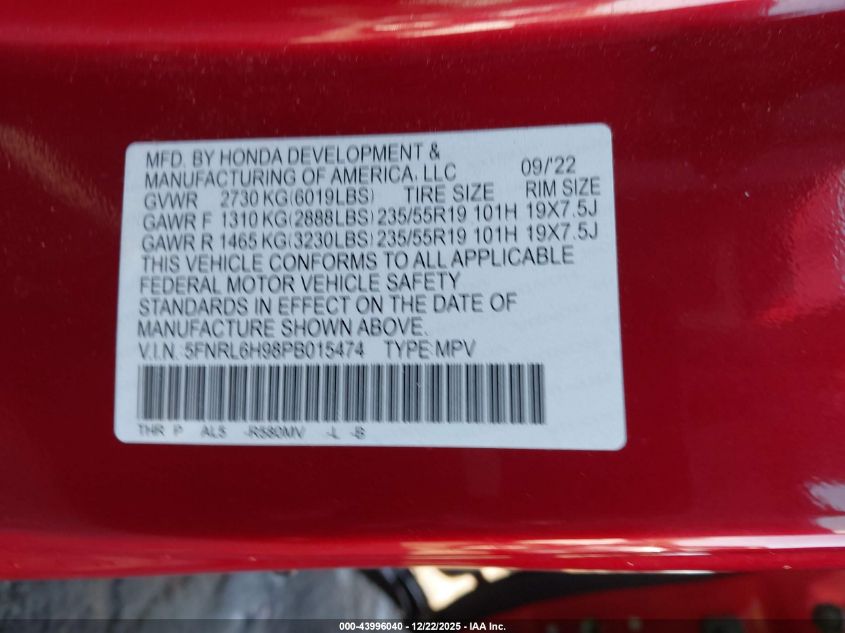 MFD. BY HONDA DEVELOPMENT &
MANUFACTURING OF AMERICA, LLC 09/'22
GVWR 2730 KG(6019LBS) TIRE SIZE RIM SIZE
GAWR F 1310 KG(2888LBS) 235/55R19 101H 19X7.5J
GAWR R 1465 KG(3230LBS) 235/55R19 101H 19X7.5J
THIS VEHICLE CONFORMS TO ALL APPLICABLE
FEDERAL MOTOR VEHICLE SAFETY
STANDARDS IN EFFECT ON THE DATE OF
MANUFACTURE SHOWN ABOVE.
V.I.N. 5FNRL6H98PB015474 TYPE:MPV
THR P AL5 -R580MV -L -B
000-43996040 - 12/22/2025 - IAA Inc.